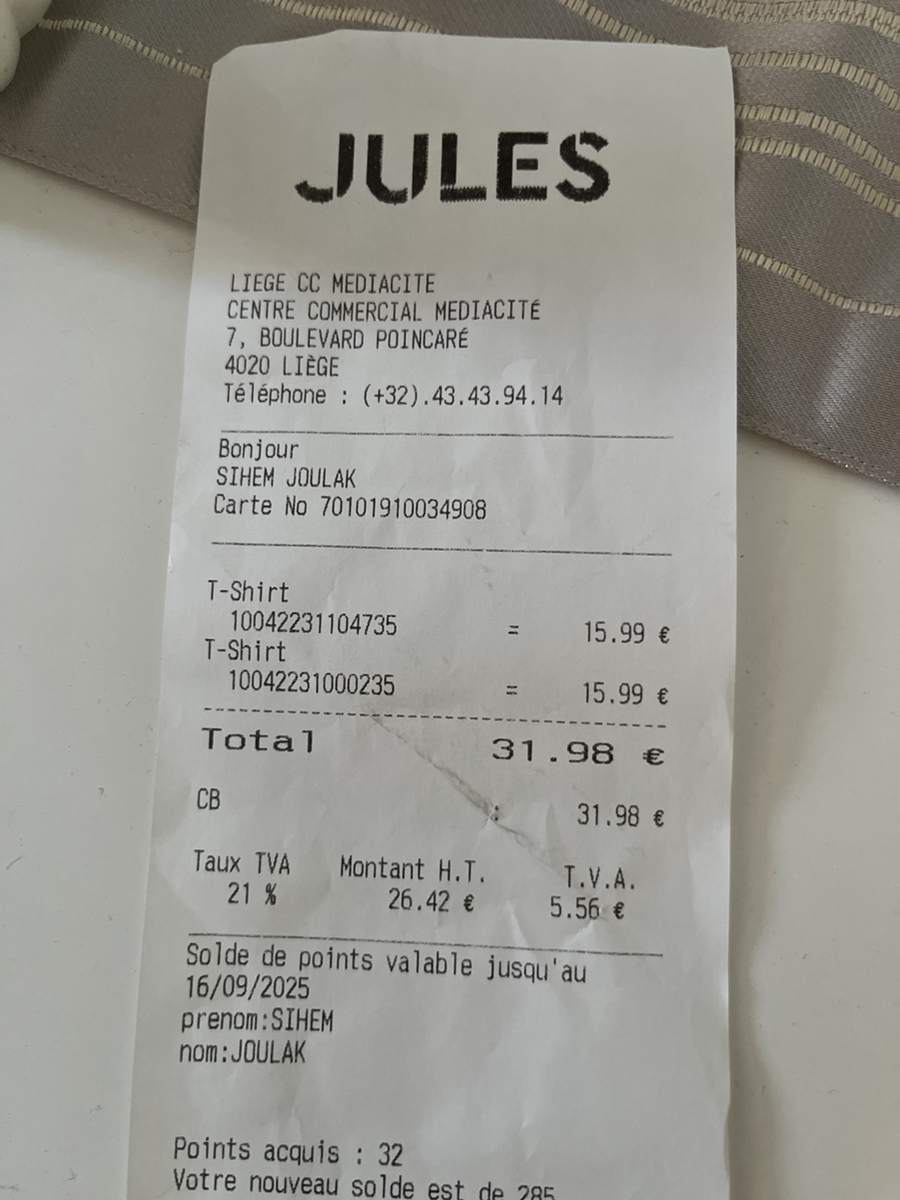 JULES
LIEGE CC MEDIACITE
CENTRE COMMERCIAL MEDIACITÉ
7, BOULEVARD POINCARÉ
4020 LIÈGE
Téléphone : (+32).43.43.94.14
Bonjour
SIHEM JOULAK
Carte No 70101910034908
T-Shirt
10042231104735 = 15.99 €
T-Shirt
10042231000235 = 15.99 €
Total 31.98 €
CB : 31.98 €
Taux TVA Montant H.T. T.V.A.
21 % 26.42 € 5.56 €
Solde de points valable jusqu'au
16/09/2025
prenom:SIHEM
nom:JOULAK
Points acquis : 32
Votre nouveau solde est de 285